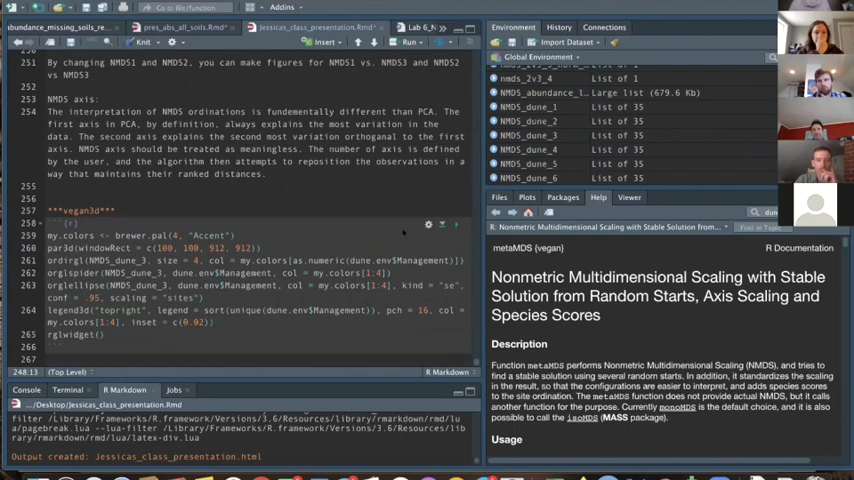 Go to file/function
Addins
abundance_missing_soils_re...
pres_abs_all_soils.Rmd*
Jessicas_class_presentation.Rmd*
Lab 6_N
Knit
Insert
Run
251 By changing NMDS1 and NMDS2, you can make figures for NMDS1 vs. NMDS3 and NMDS2
vs NMDS3
252
253 NMDS axis:
254 The interpretation of NMDS ordinations is fundementally different than PCA. The
first axis in PCA, by definition, always explains the most variation in the
data. The second axis explains the second most variation orthoganal to the first
axis. NMDS axis should be treated as meaningless. The number of axis is defined
by the user, and the algorithm then attempts to reposition the observations in a
way that maintains their ranked distances.
255
256
257 ***vegan3d***
258 ```{r}
259 my.colors <- brewer.pal(4, "Accent")
260 par3d(windowRect = c(100, 100, 912, 912))
261 ordirgl(NMDS_dune_3, size = 4, col = my.colors[as.numeric(dune.env$Management)])
262 orglspider(NMDS_dune_3, dune.env$Management, col = my.colors[1:4])
263 orglellipse(NMDS_dune_3, dune.env$Management, col = my.colors[1:4], kind = "se",
conf = .95, scaling = "sites")
264 legend3d("topright", legend = sort(unique(dune.env$Management)), pch = 16, col =
my.colors[1:4], inset = c(0.02))
265 rglwidget()
266 ```
267
248:13
(Top Level)
R Markdown
Console
Terminal
R Markdown
Jobs
.../Desktop/Jessicas_class_presentation.Rmd
filter /Library/Frameworks/R.framework/Versions/3.6/Resources/library/rmarkdown/rmd/lu
a/pagebreak.lua --lua-filter /Library/Frameworks/R.framework/Versions/3.6/Resources/lib
rary/rmarkdown/rmd/lua/latex-div.lua
Output created: Jessicas_class_presentation.html
Environment
History
Connections
Import Dataset
Global Environment
nmds_2v3_4 List of 1
NMDS_abundance_l... Large list (679.6 Kb)
NMDS_dune_1 List of 35
NMDS_dune_2 List of 35
NMDS_dune_3 List of 35
NMDS_dune_4 List of 35
NMDS_dune_5 List of 35
NMDS_dune_6 List of 35
Files
Plots
Packages
Help
Viewer
R: Nonmetric Multidimensional Scaling with Stable Solution from...
Find in Topic
metaMDS {vegan}
R Documentation
Nonmetric Multidimensional Scaling with Stable
Solution from Random Starts, Axis Scaling and
Species Scores
Description
Function metaMDS performs Nonmetric Multidimensional Scaling (NMDS), and tries to
find a stable solution using several random starts. In addition, it standardizes the scaling
in the result, so that the configurations are easier to interpret, and adds species scores
to the site ordination. The metaMDS function does not provide actual NMDS, but it calls
another function for the purpose. Currently monoMDS is the default choice, and it is also
possible to call the isoMDS (MASS package).
Usage